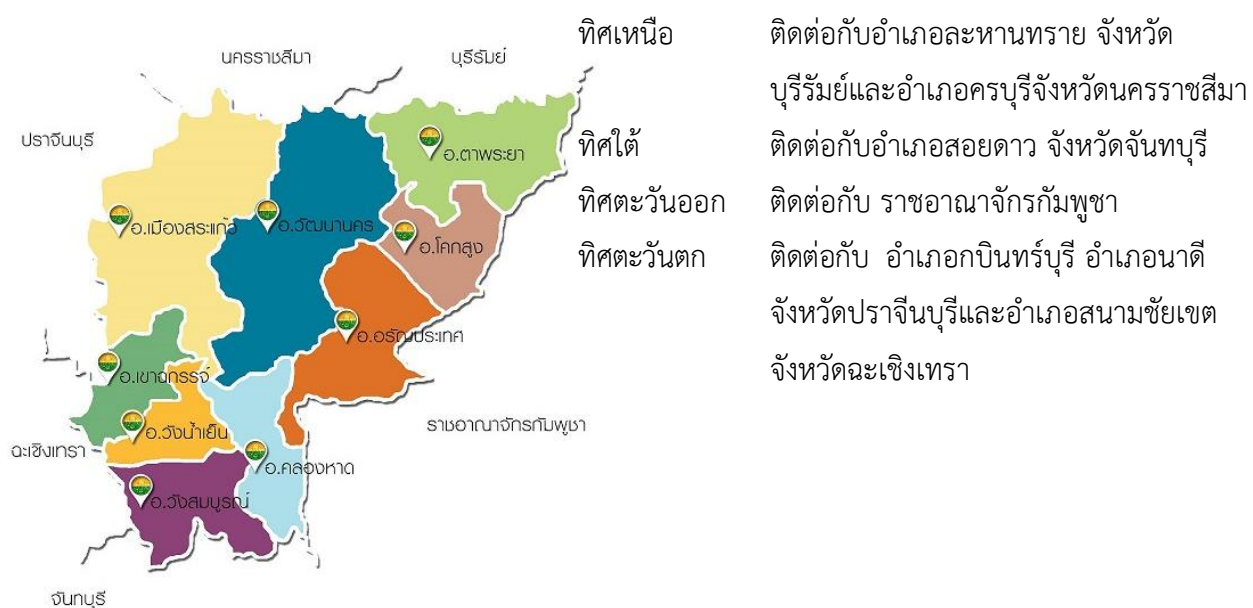 นครราชสีมา
บุรีรัมย์
ปราจีนบุรี
อ.ตาพระยา
อ.เมืองสระแก้ว
อ.วัฒนานคร
อ.โคกสูง
อ.อรัญประเทศ
อ.เขาฉกรรจ์
ราชอาณาจักรกัมพูชา
อ.วังน้ำเย็น
ฉะเชิงเทรา
อ.คลองหาด
อ.วังสมบูรณ์
จันทบุรี
ทิศเหนือ ติดต่อกับอำเภอละหานทราย จังหวัด
บุรีรัมย์และอำเภอครบุรีจังหวัดนครราชสีมา
ทิศใต้ ติดต่อกับอำเภอสอยดาว จังหวัดจันทบุรี
ทิศตะวันออก ติดต่อกับ ราชอาณาจักรกัมพูชา
ทิศตะวันตก ติดต่อกับ อำเภอกบินทร์บุรี อำเภอนาดี
จังหวัดปราจีนบุรีและอำเภอสนามชัยเขต
จังหวัดฉะเชิงเทรา